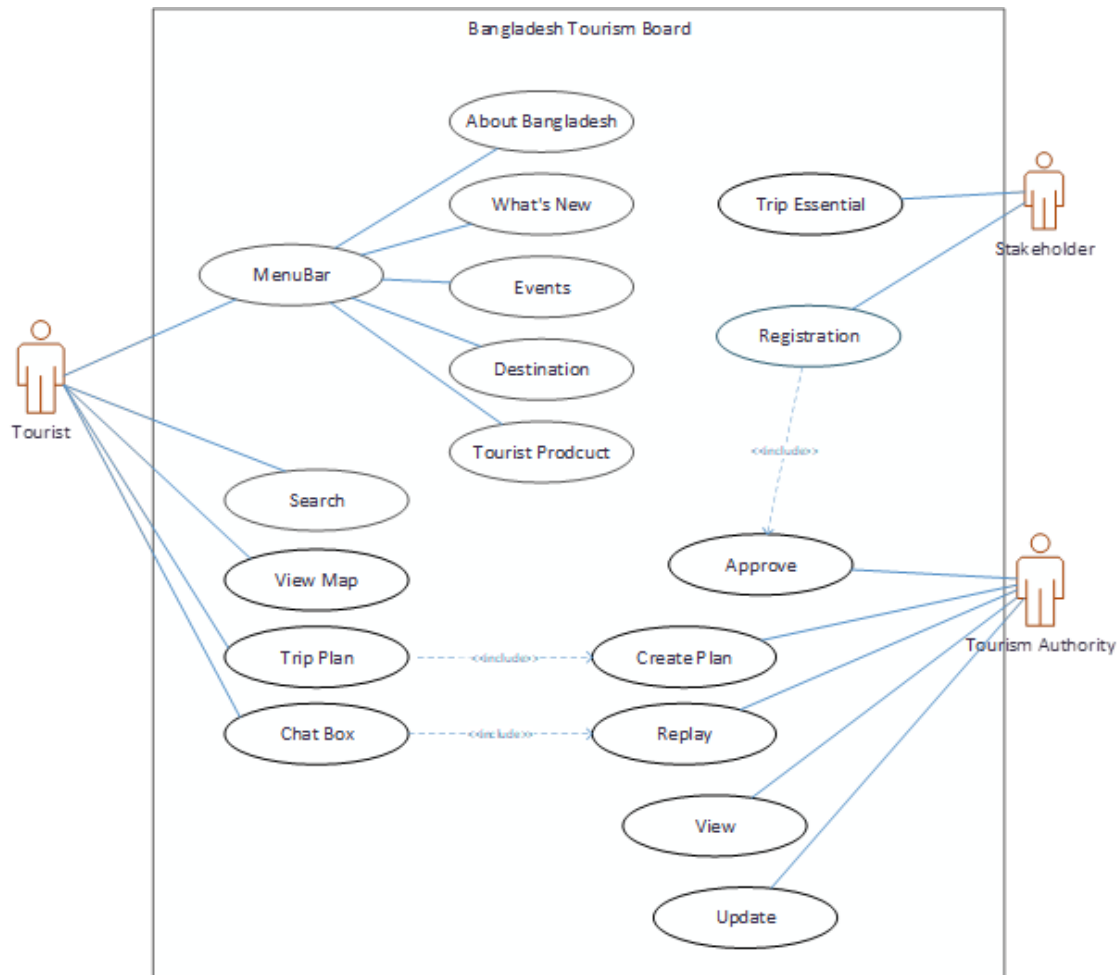 Bangladesh Tourism Board
About Bangladesh
What's New
Trip Essential
Stakeholder
MenuBar
Events
Registration
Destination
Tourist
Tourist Prodcuct
<<include>>
Search
Approve
View Map
Tourism Authority
Trip Plan
<<include>>
Create Plan
Chat Box
<<include>>
Replay
View
Update